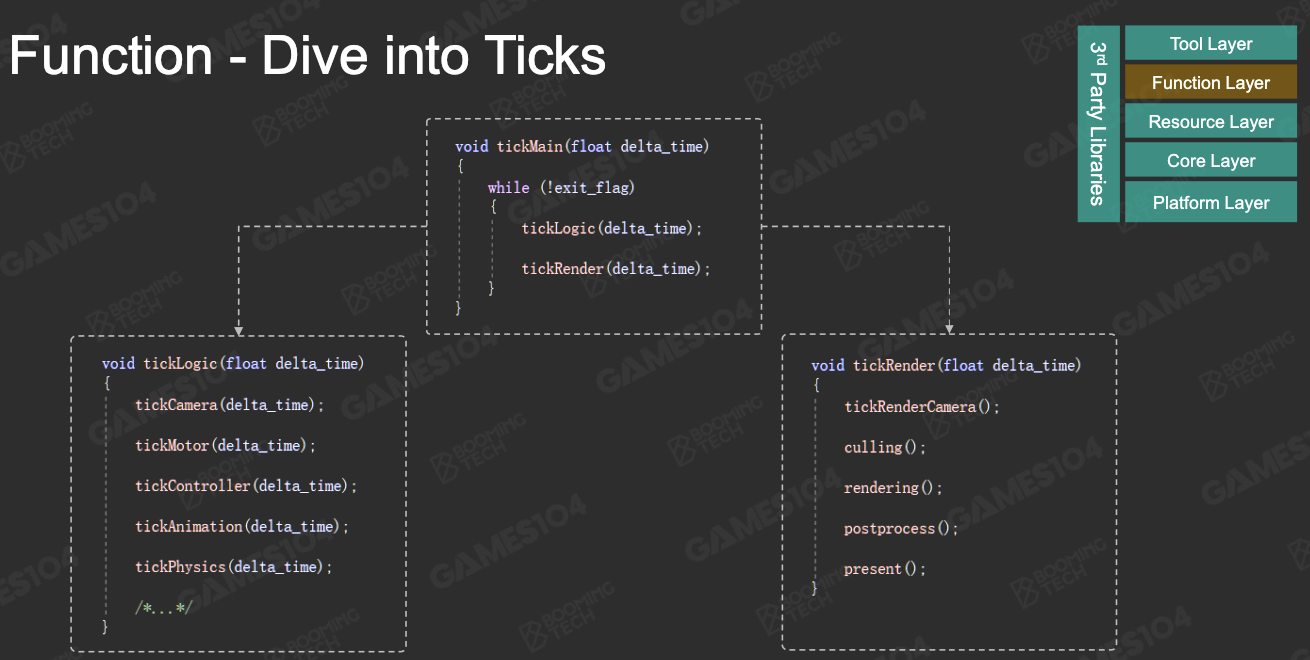 Function - Dive into Ticks
3rd Party Libraries
Tool Layer
Function Layer
Resource Layer
Core Layer
Platform Layer
void tickMain(float delta_time)
{
while (!exit_flag)
{
tickLogic(delta_time);
tickRender(delta_time);
}
}
void tickLogic(float delta_time)
{
tickCamera(delta_time);
tickMotor(delta_time);
tickController(delta_time);
tickAnimation(delta_time);
tickPhysics(delta_time);
/*...*/
}
void tickRender(float delta_time)
{
tickRenderCamera();
culling();
rendering();
postprocess();
present();
}
GAMES104
BOOMING
TECH